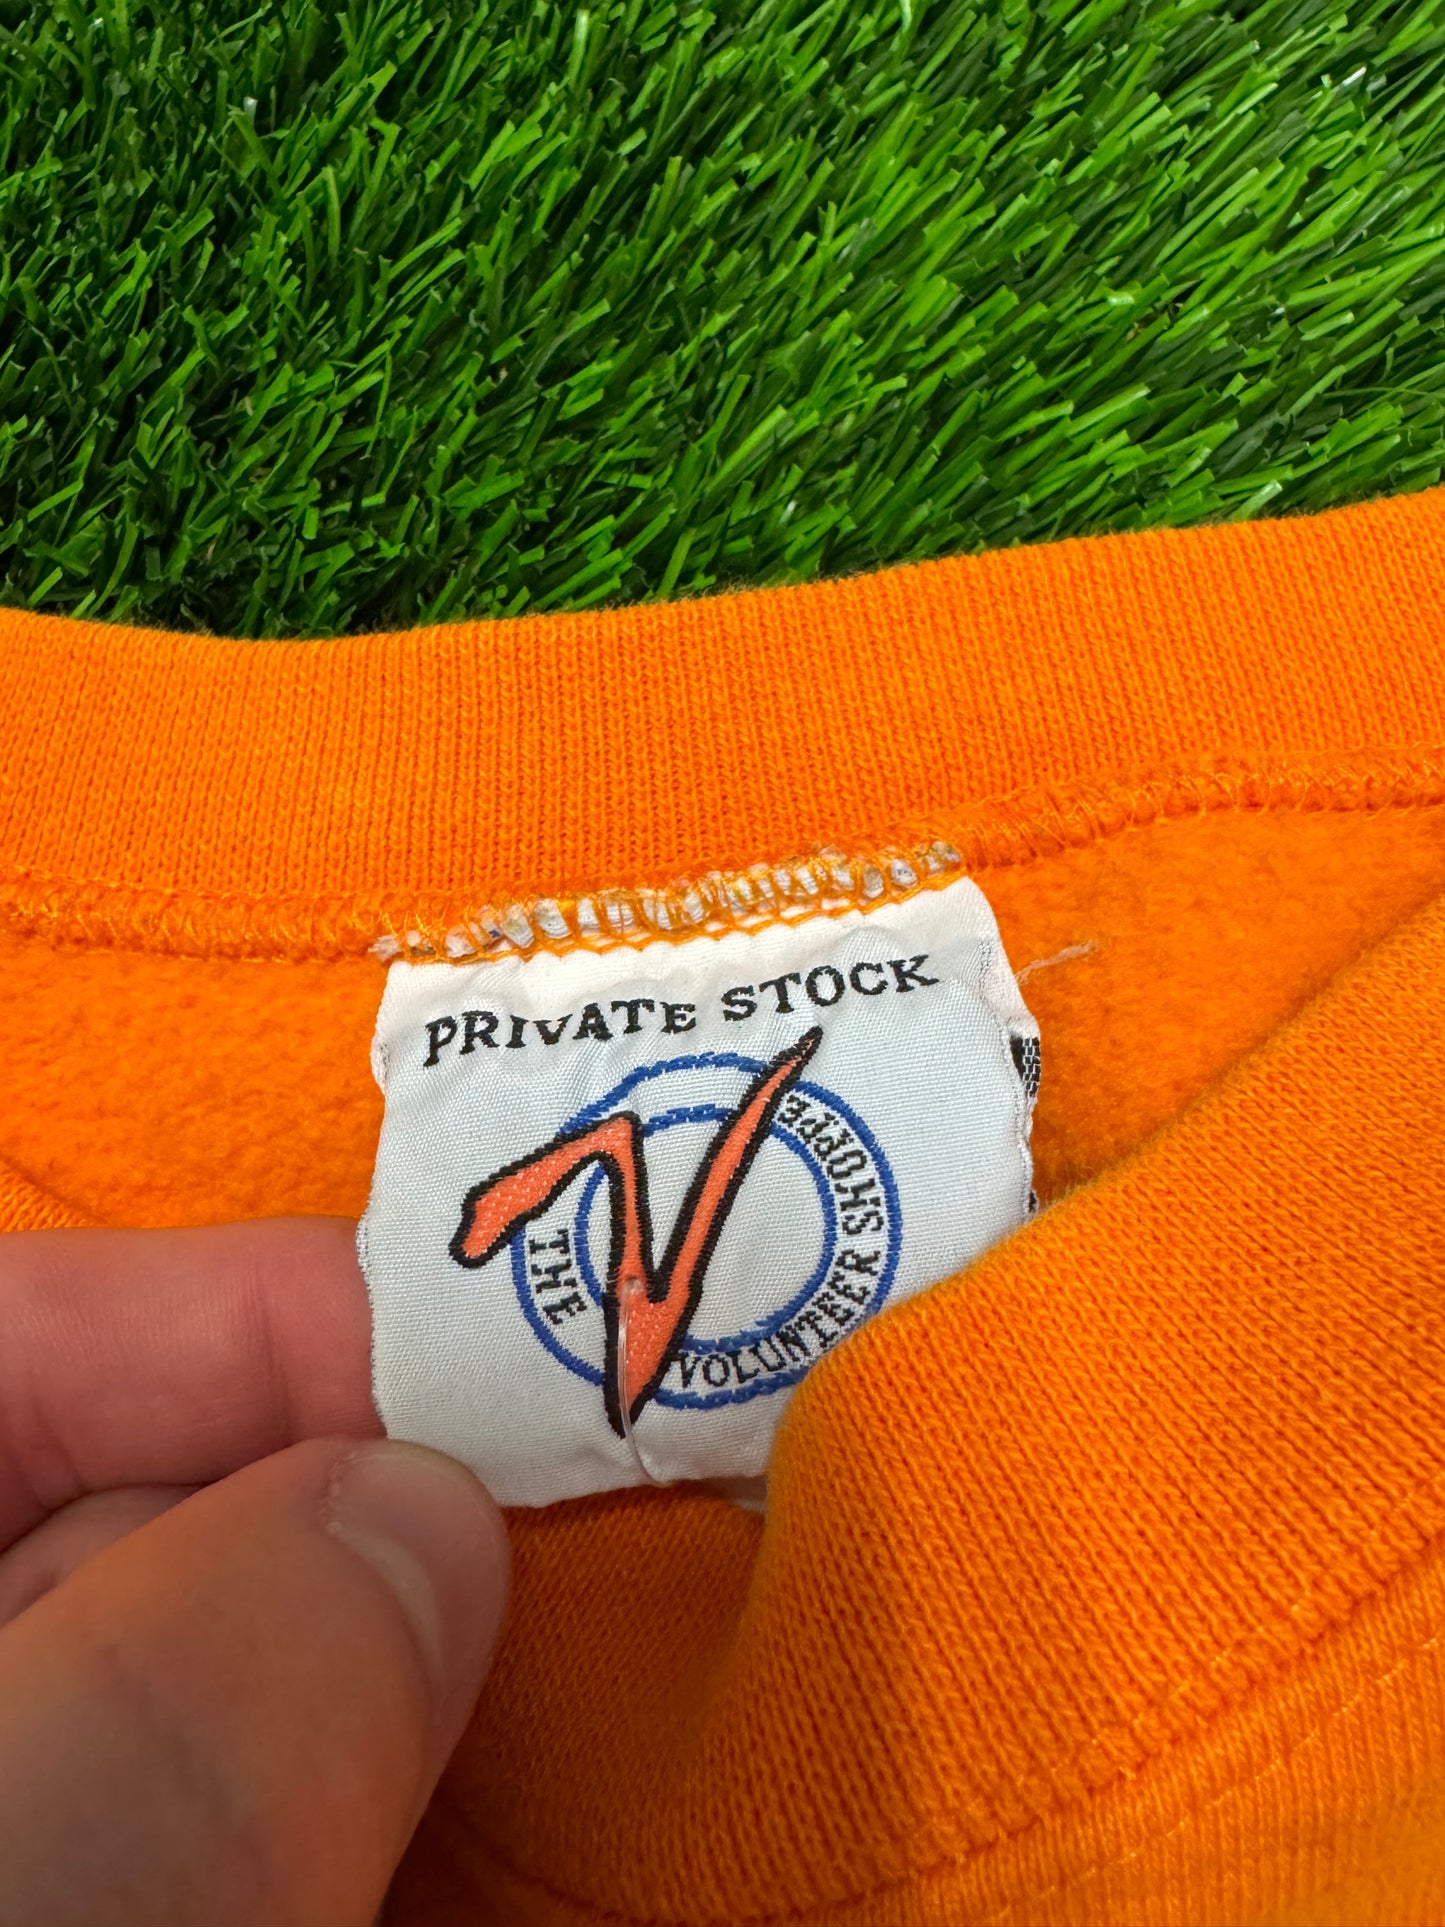 PRIVATE STOCK
THE VOLUNTEER SHOPPE
V